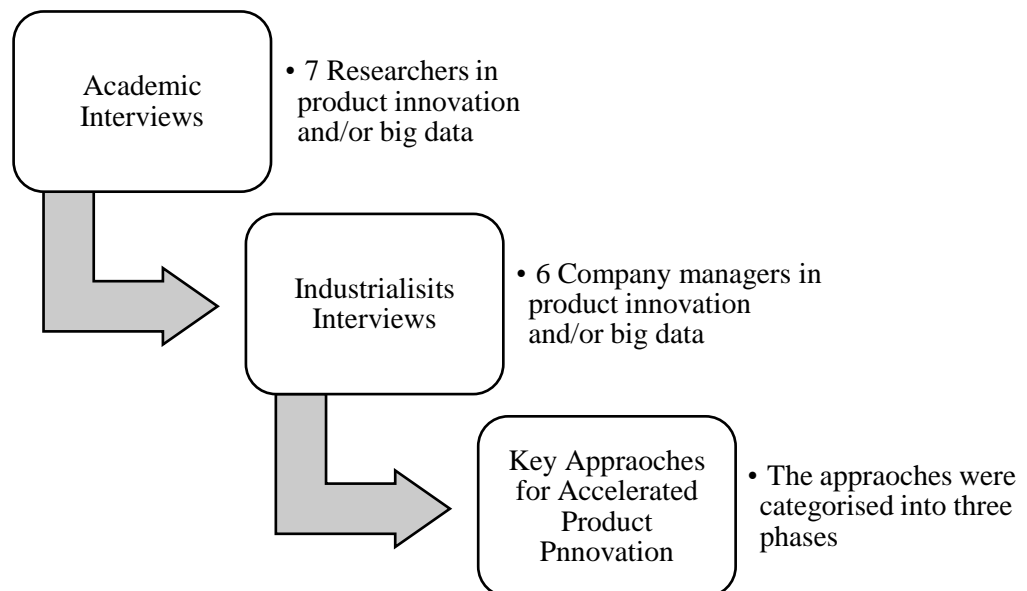 Academic
Interviews
• 7 Researchers in
product innovation
and/or big data
Industrialisits
Interviews
• 6 Company managers in
product innovation
and/or big data
Key Appraoches
for Accelerated
Product
Pnnovation
• The appraoches were
categorised into three
phases